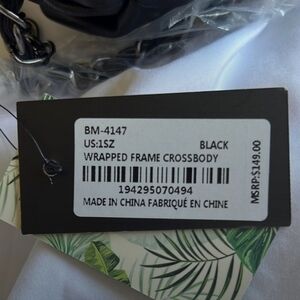 BM-4147
US:1SZ BLACK
WRAPPED FRAME CROSSBODY
194295070494
MADE IN CHINA FABRIQUÉ EN CHINE
MSRP:$149.00